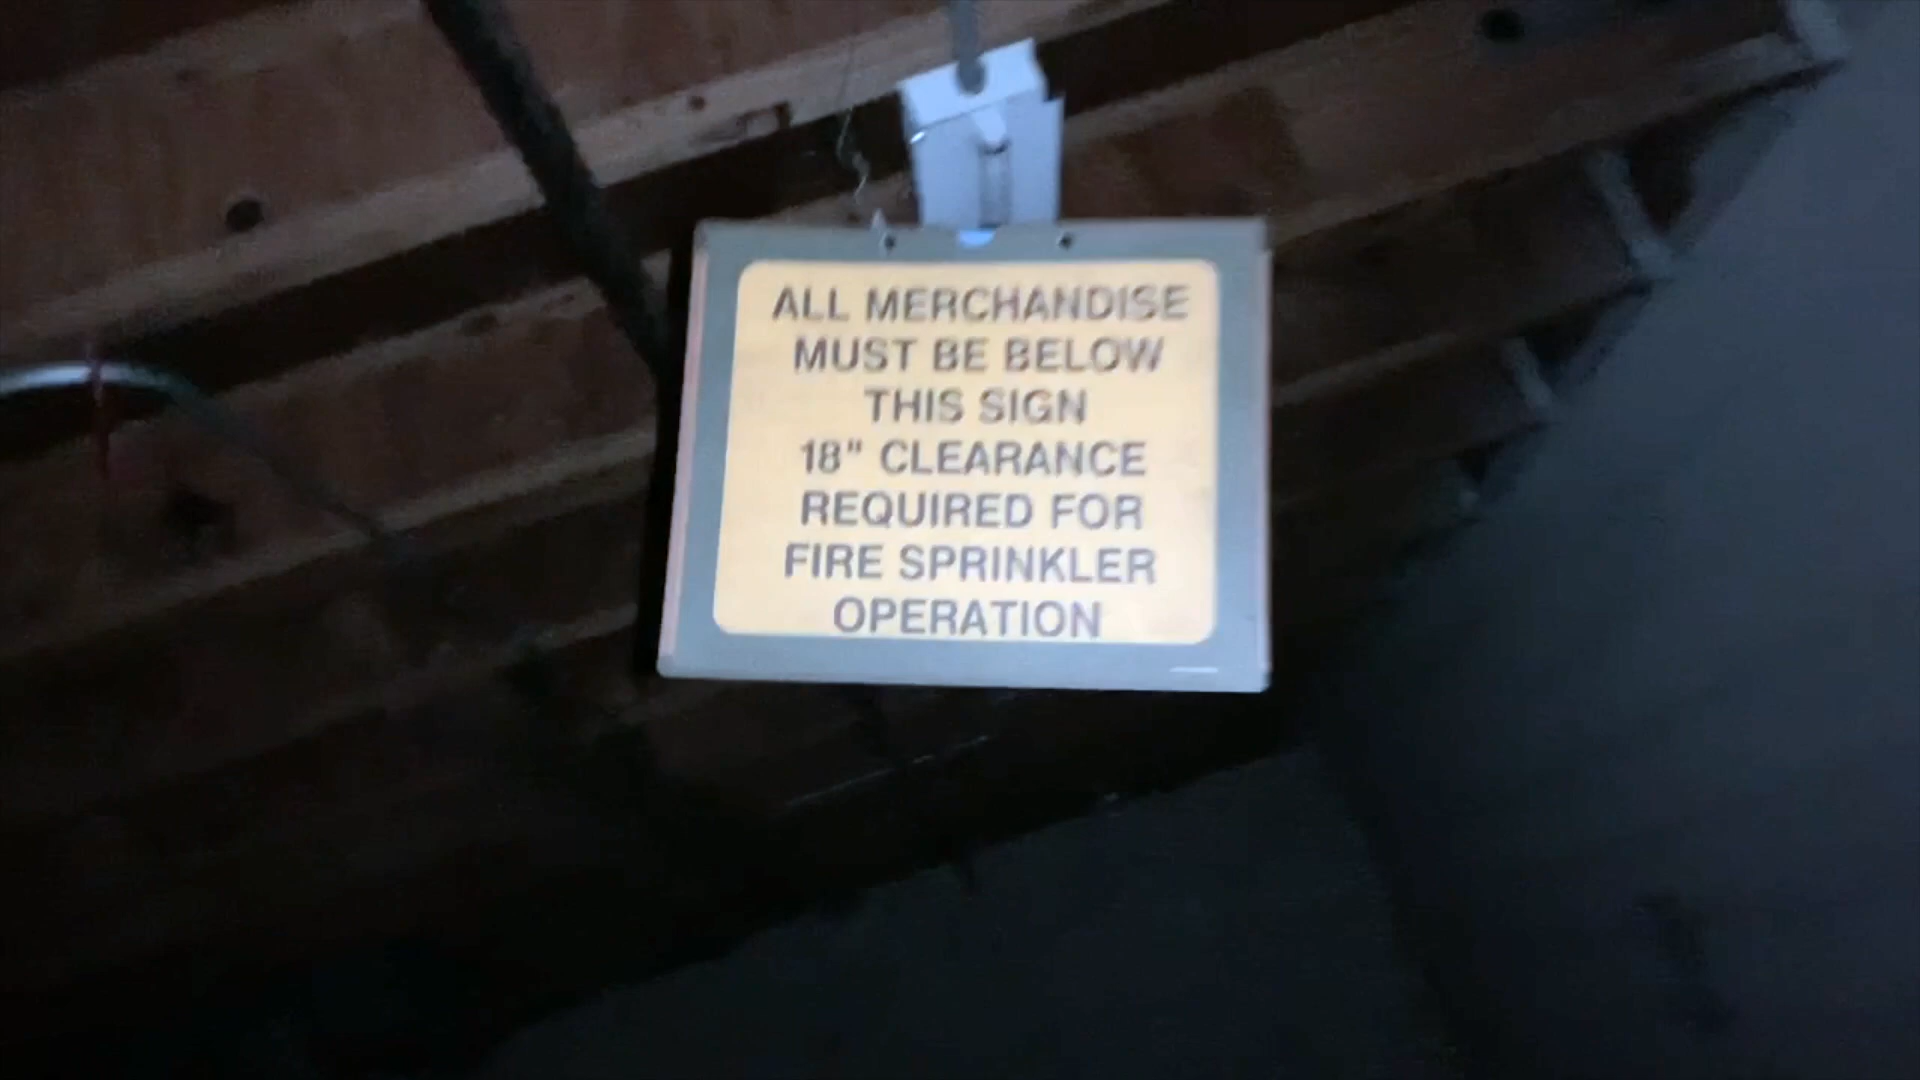 ALL MERCHANDISE
MUST BE BELOW
THIS SIGN
18" CLEARANCE
REQUIRED FOR
FIRE SPRINKLER
OPERATION